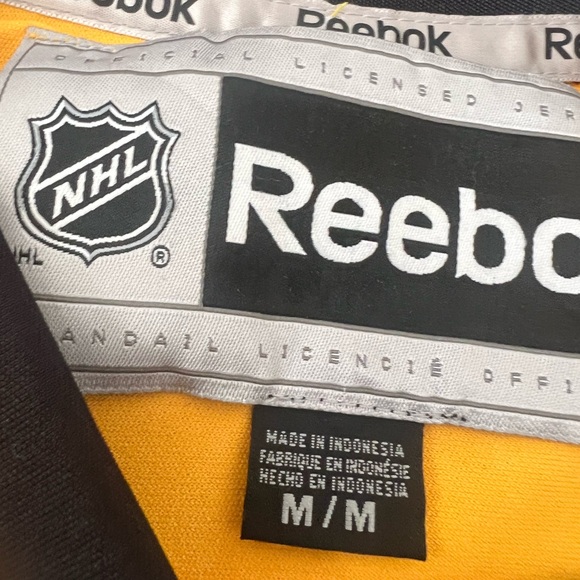 Reebok
Reebok
Re
OFFICIAL LICENSED JER
NHL
NHL
®
Reebo
ANDAIL LICENCIÉ OFFI
MADE IN INDONESIA
FABRIQUE EN INDONÉSIE
HECHO EN INDONESIA
M/M